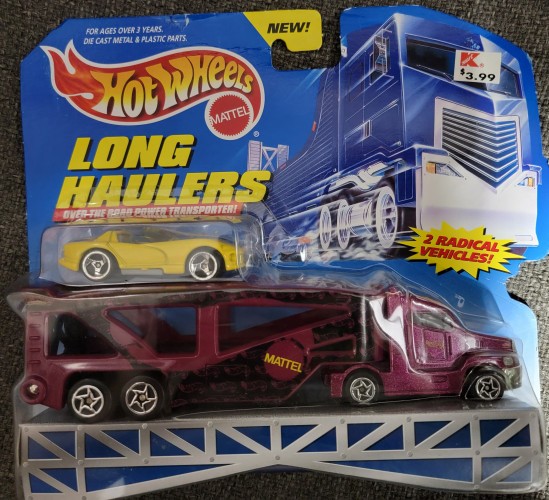 FOR AGES OVER 3 YEARS.
DIE CAST METAL & PLASTIC PARTS.
NEW!
Hot Wheels
MATTEL
®
K
$3.99
LONG
HAULERS
OVER THE ROAD POWER TRANSPORTER!
2 RADICAL
VEHICLES!
MATTEL